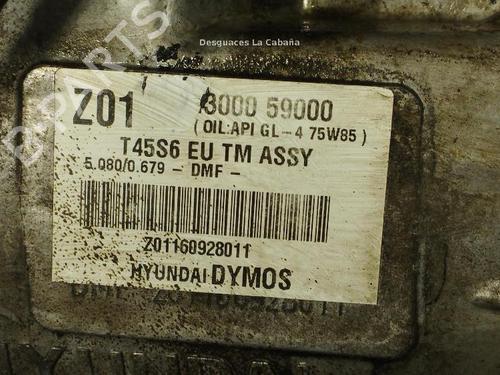 Desguaces La Cabaña
Z01
3000 59000
( OIL:API GL-4 75W85 )
T45S6 EU TM ASSY
5.080/0.679 - DMF -
Z01160928011
HYUNDAI DYMOS